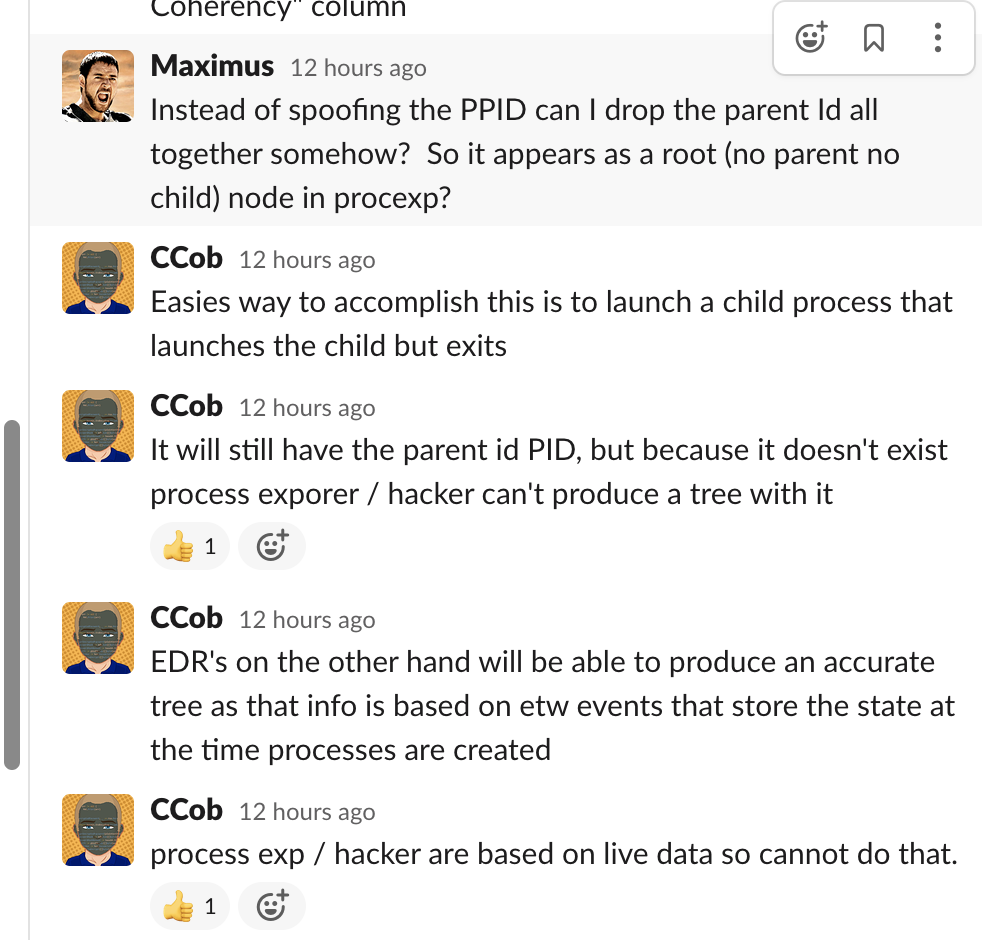 Coherency" column
Maximus 12 hours ago
Instead of spoofing the PPID can I drop the parent Id all
together somehow?  So it appears as a root (no parent no
child) node in procexp?
CCob 12 hours ago
Easies way to accomplish this is to launch a child process that
launches the child but exits
CCob 12 hours ago
It will still have the parent id PID, but because it doesn't exist
process exporer / hacker can't produce a tree with it
1
CCob 12 hours ago
EDR's on the other hand will be able to produce an accurate
tree as that info is based on etw events that store the state at
the time processes are created
CCob 12 hours ago
process exp / hacker are based on live data so cannot do that.
1